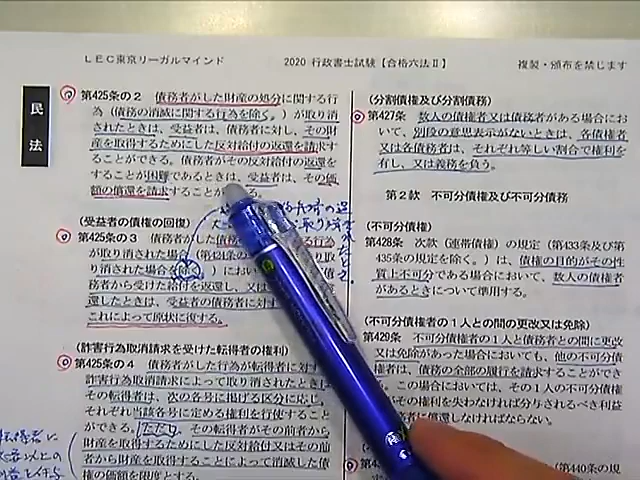 LEC東京リーガルマインド
2020 行政書士試験【合格六法Ⅱ】
複製・頒布を禁じます
民法
第425条の2 債務者がした財産の処分に関する行
為（債務の消滅に関する行為を除く。）が取り
消されたときは、受益者は、債務者に対し、その財
産を取得するためにした反対給付の返還を請求す
ることができる。債務者がその反対給付の返還を
することが困難であるときは、受益者は、その価
額の償還を請求することが
る。
（受益者の債権の回復）
第425条の3 債務者がした債務
行為
が取り消された場合（第424条の
り取
り消された場合を除く。）におい
務者から受けた給付を返還し、又は
還したときは、受益者の債務者に対す
これによって原状に復する。
（詐害行為取消請求を受けた転得者の権利）
第425条の4 債務者がした行為が転得者に対す
詐害行為取消請求によって取り消されたときは
その転得者は、次の各号に掲げる区分に応じ、
それぞれ当該各号に定める権利を行使すること
ができる。ただし、その転得者がその前者から
財産を取得するためにした反対給付又はその前
者から財産を取得することによって消滅した債
権の価額を限度とする。
（分割債権及び分割債務）
第427条 数人の債権者又は債務者がある場合にお
いて、別段の意思表示がないときは、各債権者
又は各債務者は、それぞれ等しい割合で権利を
有し、又は義務を負う。
第2款 不可分債権及び不可分債務
（不可分債権）
第428条 次款（連帯債権）の規定（第433条及び第
435条の規定を除く。）は、債権の目的がその性
質上不可分である場合において、数人の債権者
があるときについて準用する。
（不可分債権者の1人との間の更改又は免除）
第429条 不可分債権者の1人と債務者との間に更改
又は免除があった場合においても、他の不可分債
者は、債務の全部の履行を請求することができ
。この場合においては、その1人の不可分債権
がその権利を失わなければ分与されるべき利益
者に償還しなければならない。
第440条の規